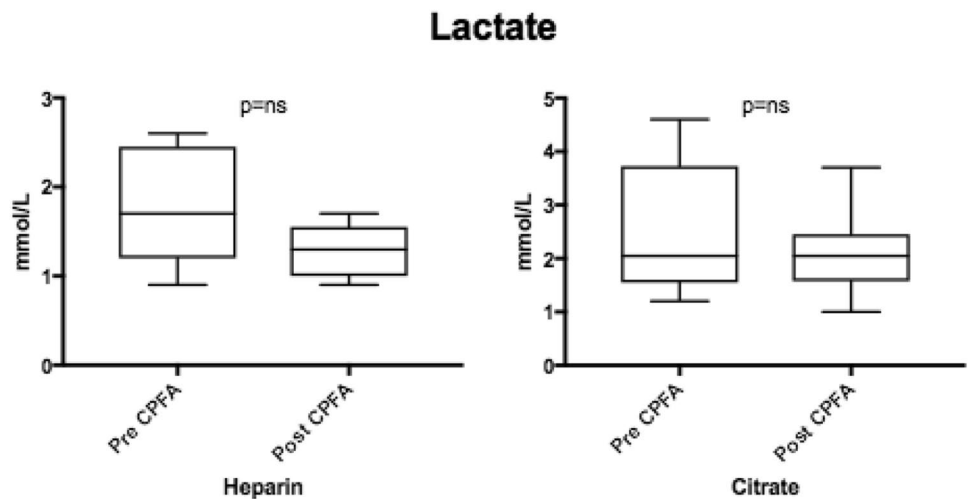 Lactate
p=ns
mmol/L
3
2
1
0
Pre CPFA
Post CPFA
Heparin
p=ns
mmol/L
5
4
3
2
1
0
Pre CPFA
Post CPFA
Citrate